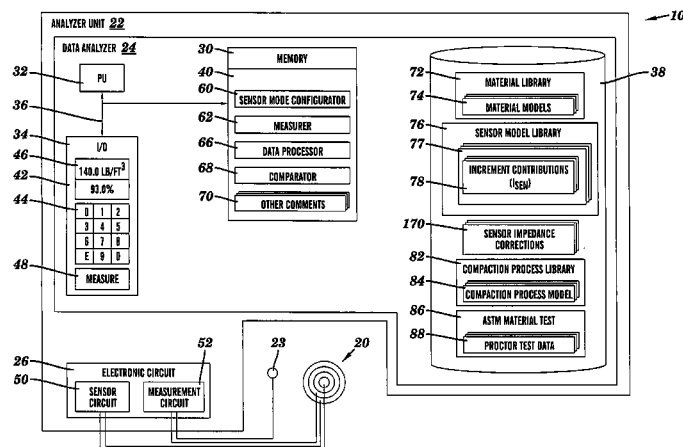 10
ANALYZER UNIT 22
DATA ANALYZER 24
32
PU
36
34
I/O
46
140.0 LB/FT³
42
93.0%
44
0 1 2
3 4 5
6 7 8
E 9 D
48
MEASURE
30
MEMORY
40
60
SENSOR MODE CONFIGURATOR
62
MEASURER
66
DATA PROCESSOR
68
COMPARATOR
70
OTHER COMMENTS
38
72
MATERIAL LIBRARY
74
MATERIAL MODELS
76
SENSOR MODEL LIBRARY
77
78
INCREMENT CONTRIBUTIONS
(ISEN)
170
SENSOR IMPEDANCE
CORRECTIONS
82
COMPACTION PROCESS LIBRARY
84
COMPACTION PROCESS MODEL
86
ASTM MATERIAL TEST
88
PROCTOR TEST DATA
26
ELECTRONIC CIRCUIT
50
SENSOR
CIRCUIT
52
MEASUREMENT
CIRCUIT
23
20